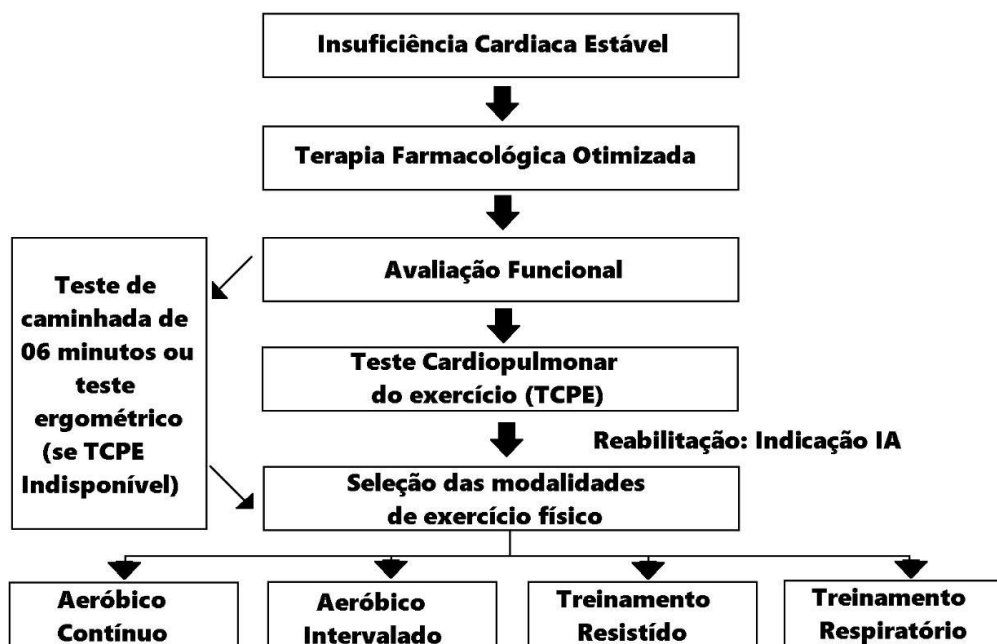 Insuficiência Cardiaca Estável
Terapia Farmacológica Otimizada
Avaliação Funcional
Teste de
caminhada de
06 minutos ou
teste
ergométrico
(se TCPE
Indisponível)
Teste Cardiopulmonar
do exercício (TCPE)
Reabilitação: Indicação IA
Seleção das modalidades
de exercício físico
Aeróbico
Contínuo
Aeróbico
Intervalado
Treinamento
Resistído
Treinamento
Respiratório